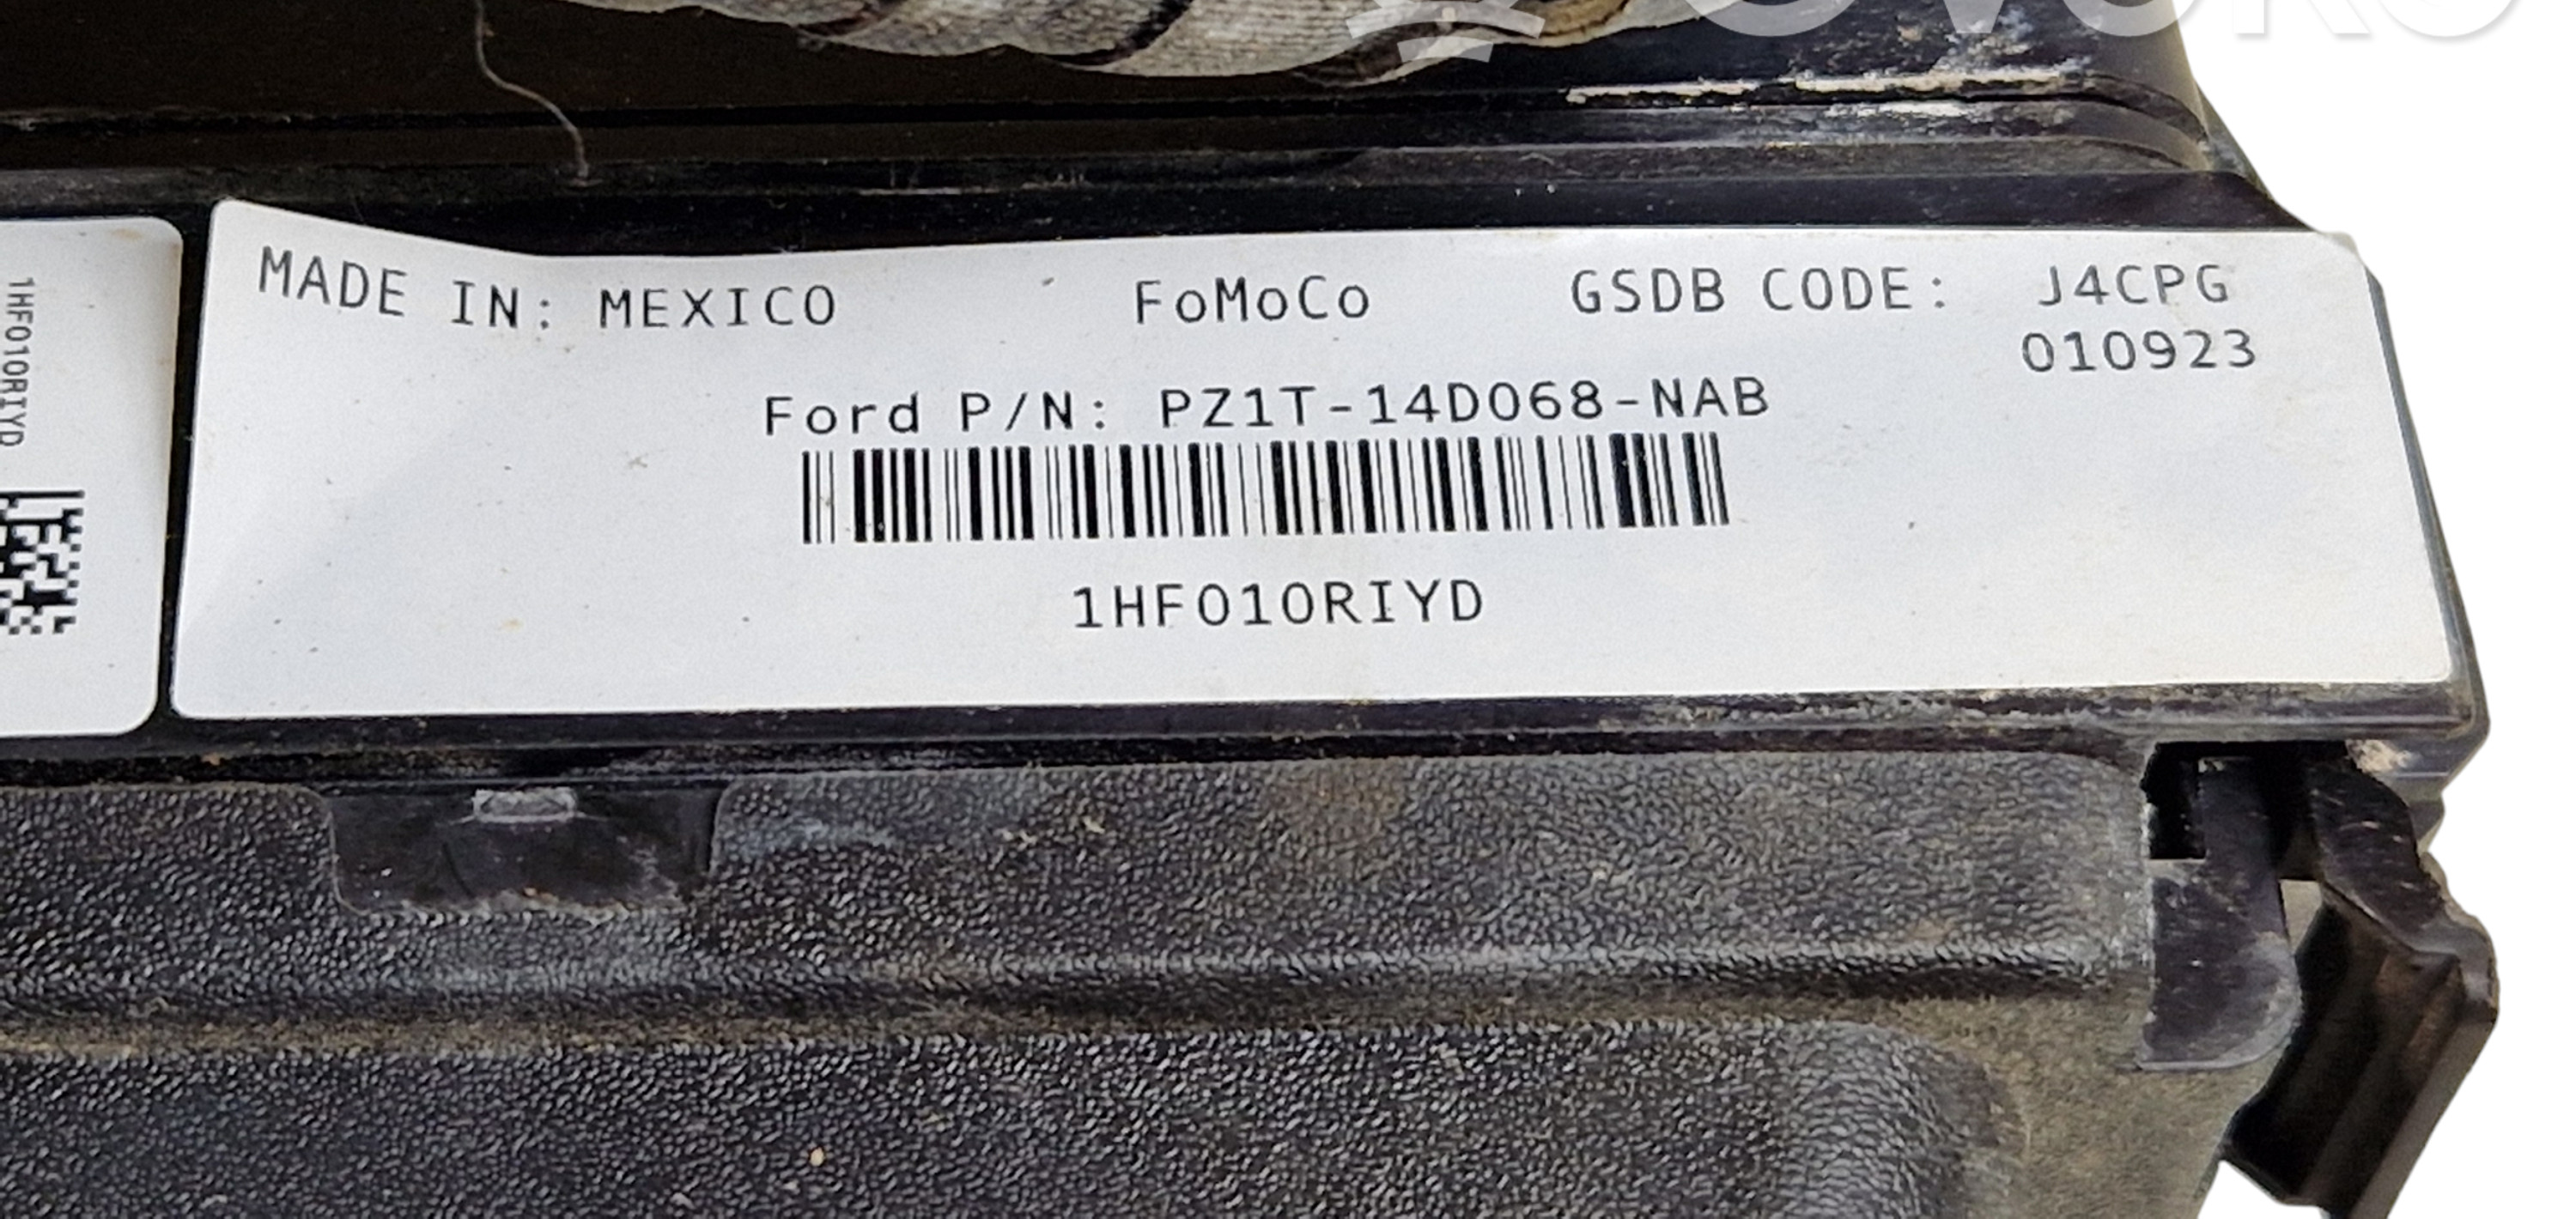 MADE IN: MEXICO FoMoCo GSDB CODE: J4CPG
010923
Ford P/N: PZ1T-14D068-NAB
1HF010RIYD
1HF010RIYD